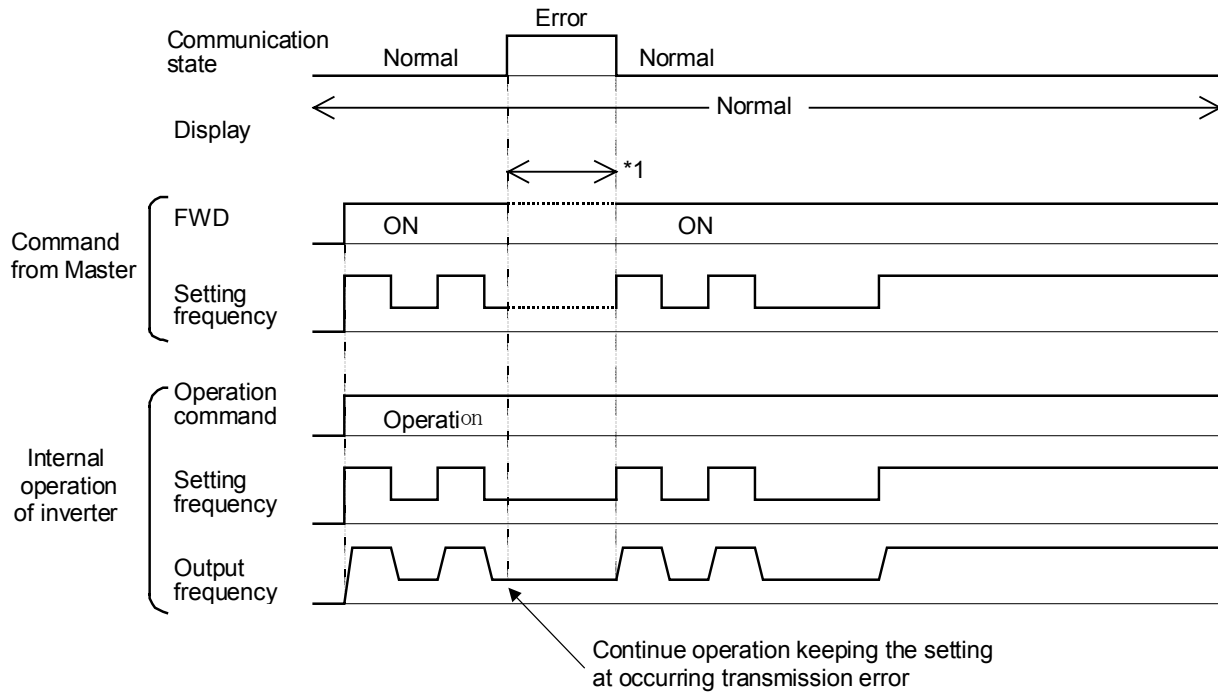 Error
Communication
state
Normal
Normal
Normal
Display
*1
FWD
ON
ON
Command
from Master
Setting
frequency
Operation
command
Operation
Internal
operation
of inverter
Setting
frequency
Output
frequency
Continue operation keeping the setting
at occurring transmission error